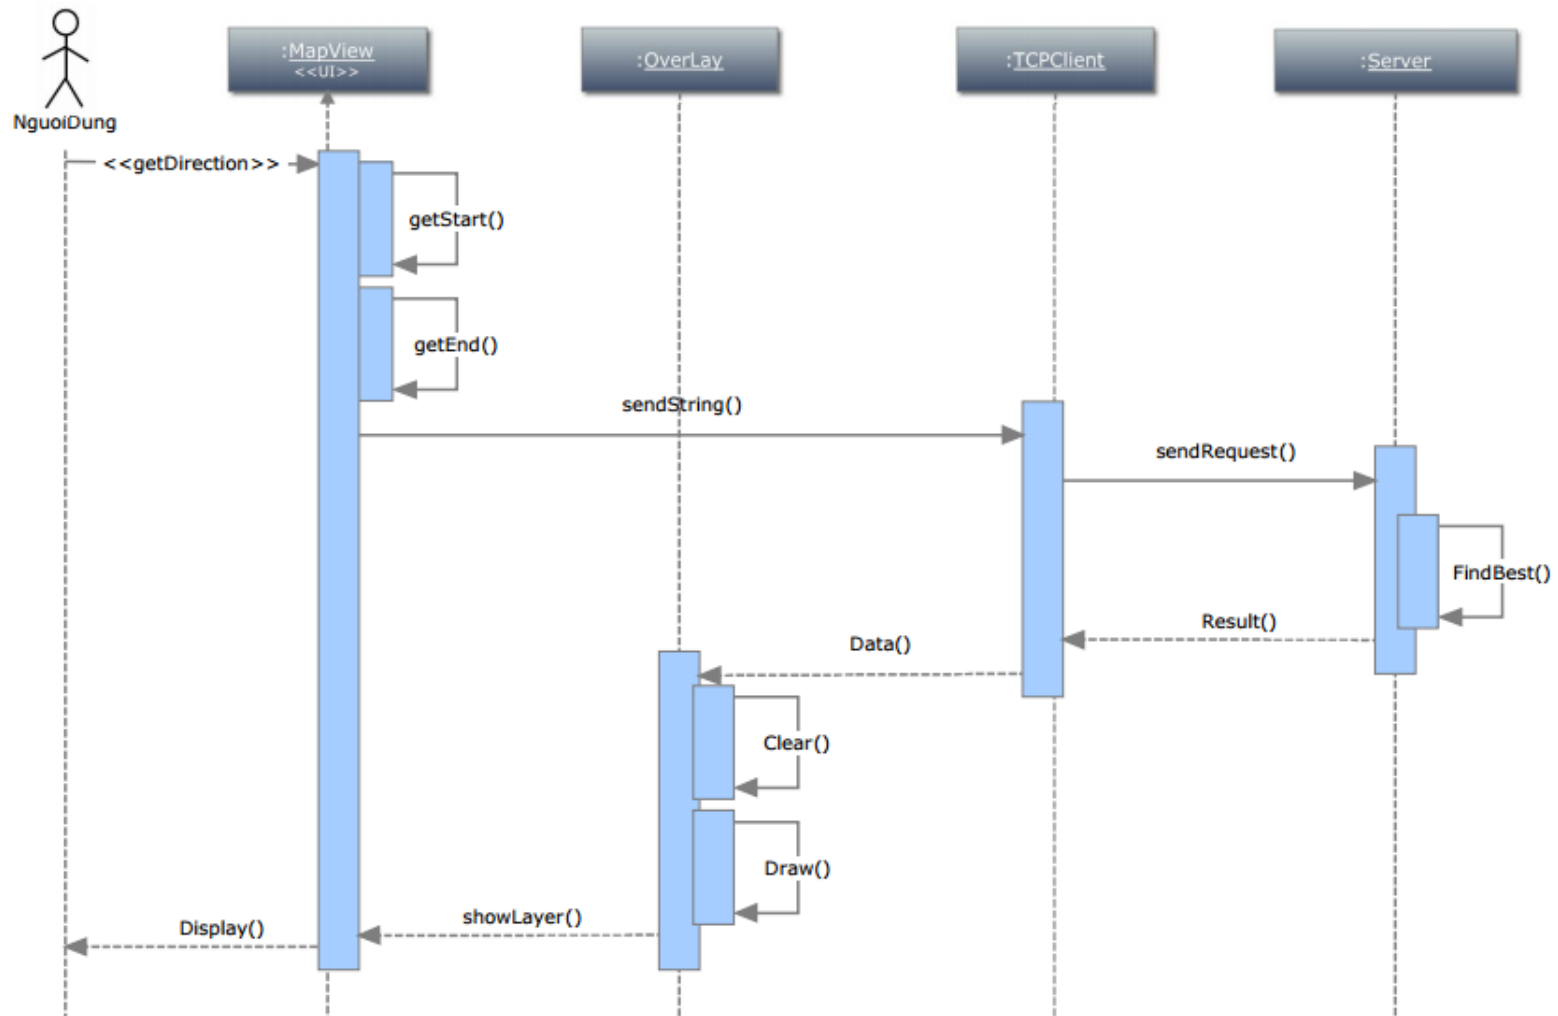 :MapView
<<UI>>
:OverLay
:TCPClient
:Server
NguoiDung
<<getDirection>>
getStart()
getEnd()
sendString()
sendRequest()
FindBest()
Result()
Data()
Clear()
Draw()
showLayer()
Display()